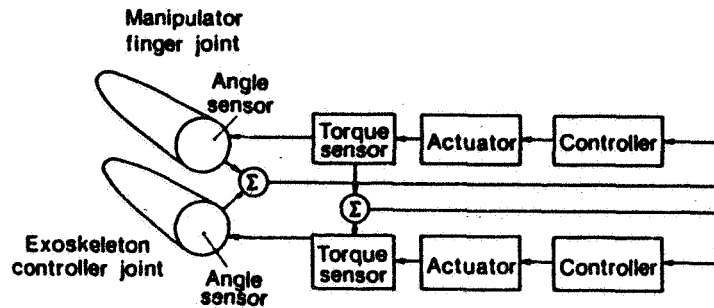 Manipulator
finger joint
Angle
sensor
Torque
sensor
Actuator
Controller
Σ
Σ
Exoskeleton
controller joint
Angle
sensor
Torque
sensor
Actuator
Controller